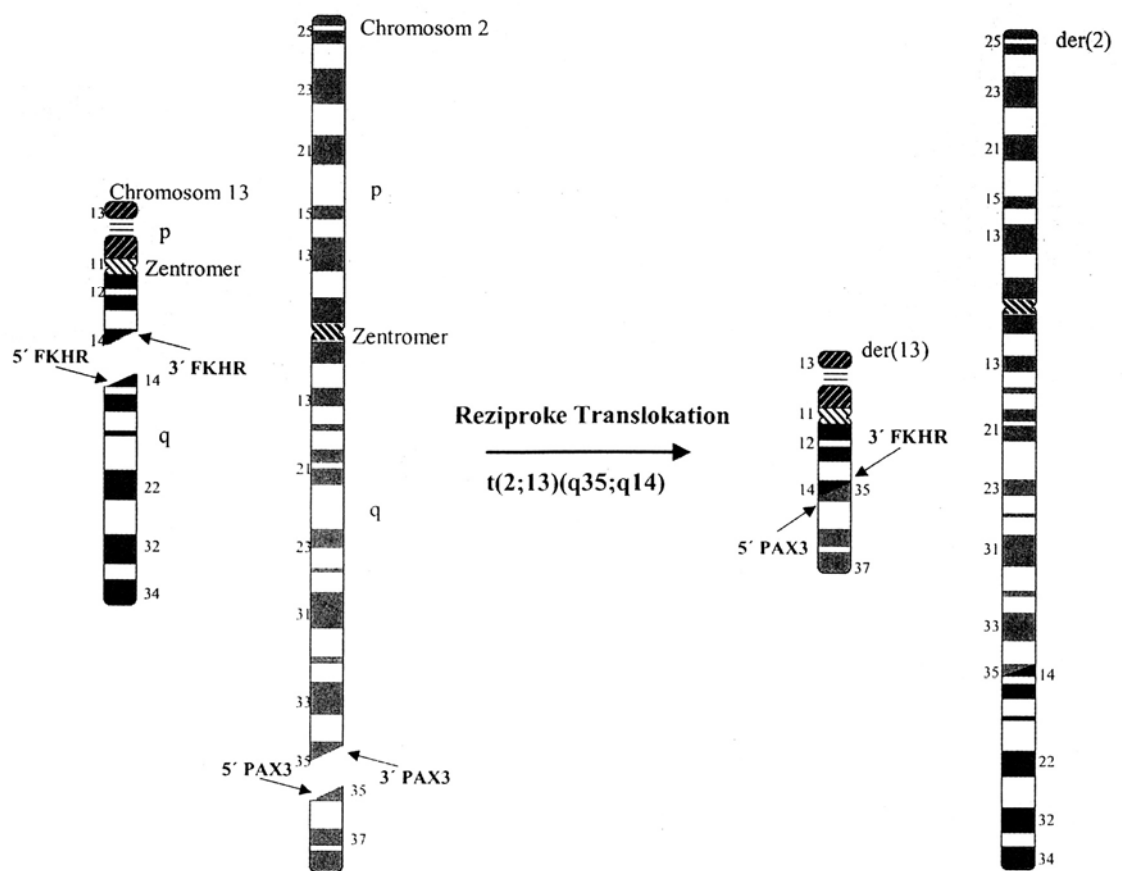 Chromosom 2
25
23
21
p
15
13
Zentromer
13
21
q
23
31
33
35
3´ PAX3
5´ PAX3
35
37
Chromosom 13
13
p
11
Zentromer
12
14
3´ FKHR
5´ FKHR
14
q
22
32
34
Reziproke Translokation
t(2;13)(q35;q14)
der(13)
13
11
12
3´ FKHR
14
35
5´ PAX3
37
der(2)
25
23
21
15
13
13
21
23
31
33
35
14
22
32
34